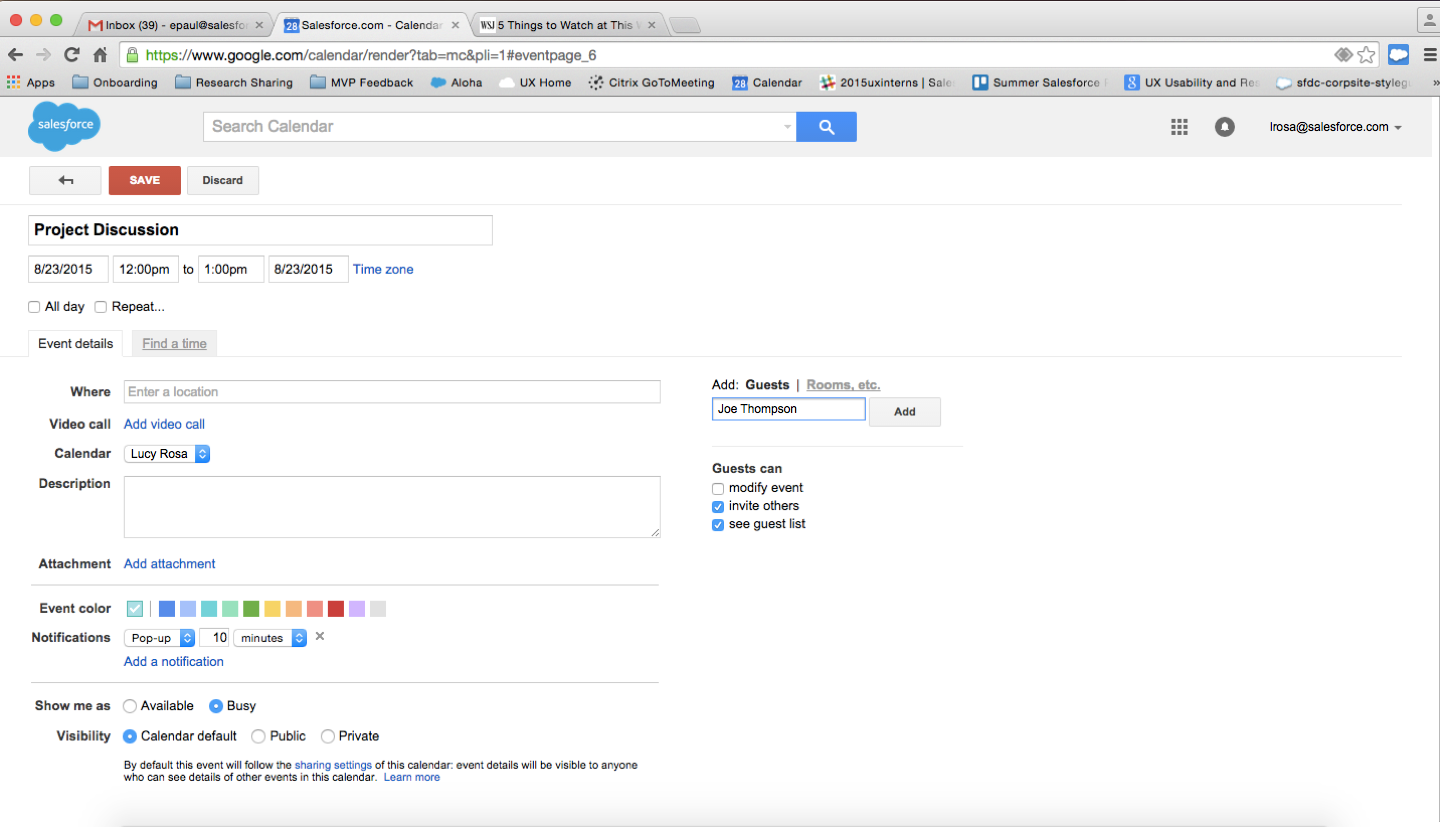 Inbox (39) - epaul@salesfor
Salesforce.com - Calendar
WSJ 5 Things to Watch at This W
https://www.google.com/calendar/render?tab=mc&pli=1#eventpage_6
Apps Onboarding Research Sharing MVP Feedback Aloha UX Home Citrix GoToMeeting 28 Calendar 2015uxinterns | Sale Summer Salesforce 8 UX Usability and Res sfdc-corpsite-stylegu »
salesforce
Search Calendar
lrosa@salesforce.com
SAVE Discard
Project Discussion
8/23/2015 12:00pm to 1:00pm 8/23/2015 Time zone
All day Repeat...
Event details Find a time
Where Enter a location
Video call Add video call
Calendar Lucy Rosa
Description
Attachment Add attachment
Event color
Notifications Pop-up 10 minutes ×
Add a notification
Show me as Available Busy
Visibility Calendar default Public Private
By default this event will follow the sharing settings of this calendar: event details will be visible to anyone
who can see details of other events in this calendar. Learn more
Add: Guests | Rooms, etc.
Joe Thompson Add
Guests can
modify event
invite others
see guest list